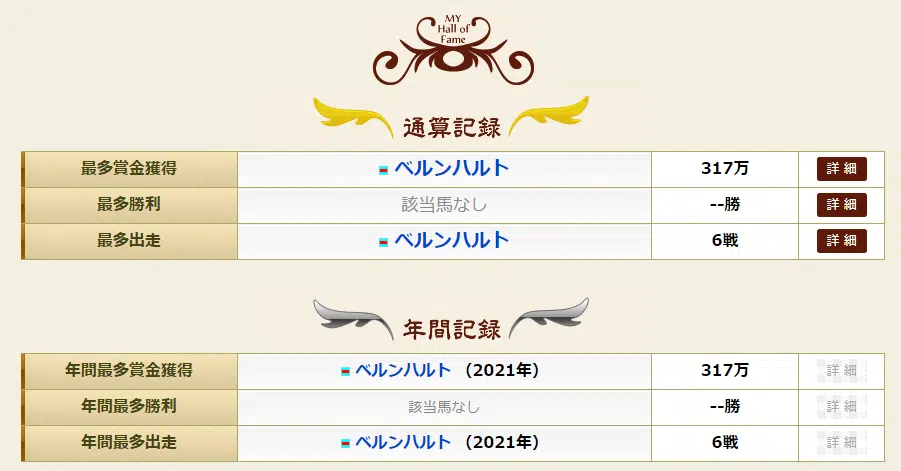 MY
Hall of
Fame
通算記録
最多賞金獲得 ベルンハルト 317万 詳細
最多勝利 該当馬なし --勝 詳細
最多出走 ベルンハルト 6戦 詳細
年間記録
年間最多賞金獲得 ベルンハルト (2021年) 317万 詳細
年間最多勝利 該当馬なし --勝 詳細
年間最多出走 ベルンハルト (2021年) 6戦 詳細